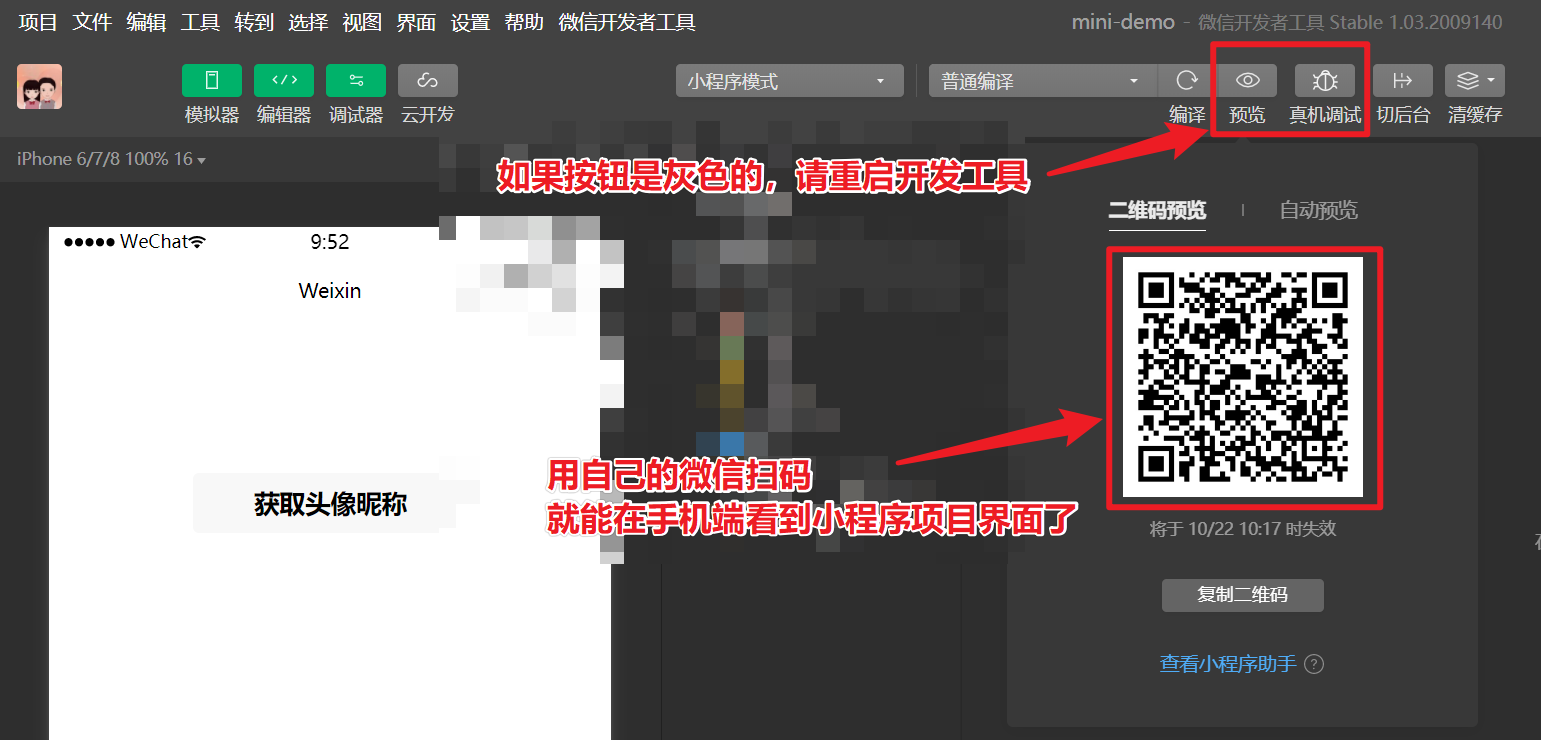 项目 文件 编辑 工具 转到 选择 视图 界面 设置 帮助 微信开发者工具
mini-demo - 微信开发者工具 Stable 1.03.2009140
小程序模式
普通编译
模拟器 编辑器 调试器 云开发
编译 预览 真机调试 切后台 清缓存
iPhone 6/7/8 100% 16
如果按钮是灰色的，请重启开发工具
二维码预览 自动预览
WeChat 9:52
Weixin
获取头像昵称
用自己的微信扫码
就能在手机端看到小程序项目界面了
将于 10/22 10:17 时失效
复制二维码
查看小程序助手 ?